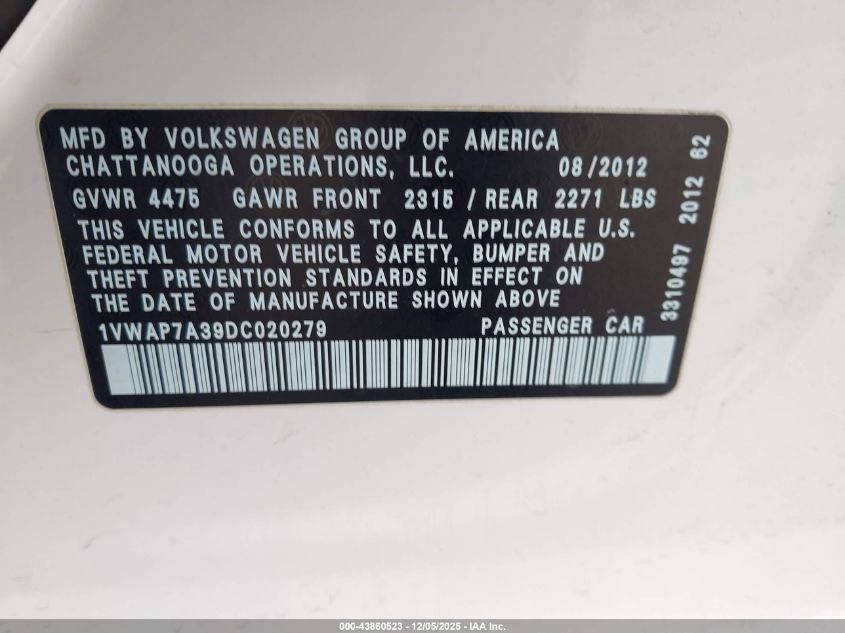 MFD BY VOLKSWAGEN GROUP OF AMERICA
CHATTANOOGA OPERATIONS, LLC. 08/2012
GVWR 4475 GAWR FRONT 2315 / REAR 2271 LBS
THIS VEHICLE CONFORMS TO ALL APPLICABLE U.S.
FEDERAL MOTOR VEHICLE SAFETY, BUMPER AND
THEFT PREVENTION STANDARDS IN EFFECT ON
THE DATE OF MANUFACTURE SHOWN ABOVE
1VWAP7A39DC020279 PASSENGER CAR
3310497 2012 62
000-43860523 - 12/05/2025 - IAA Inc.